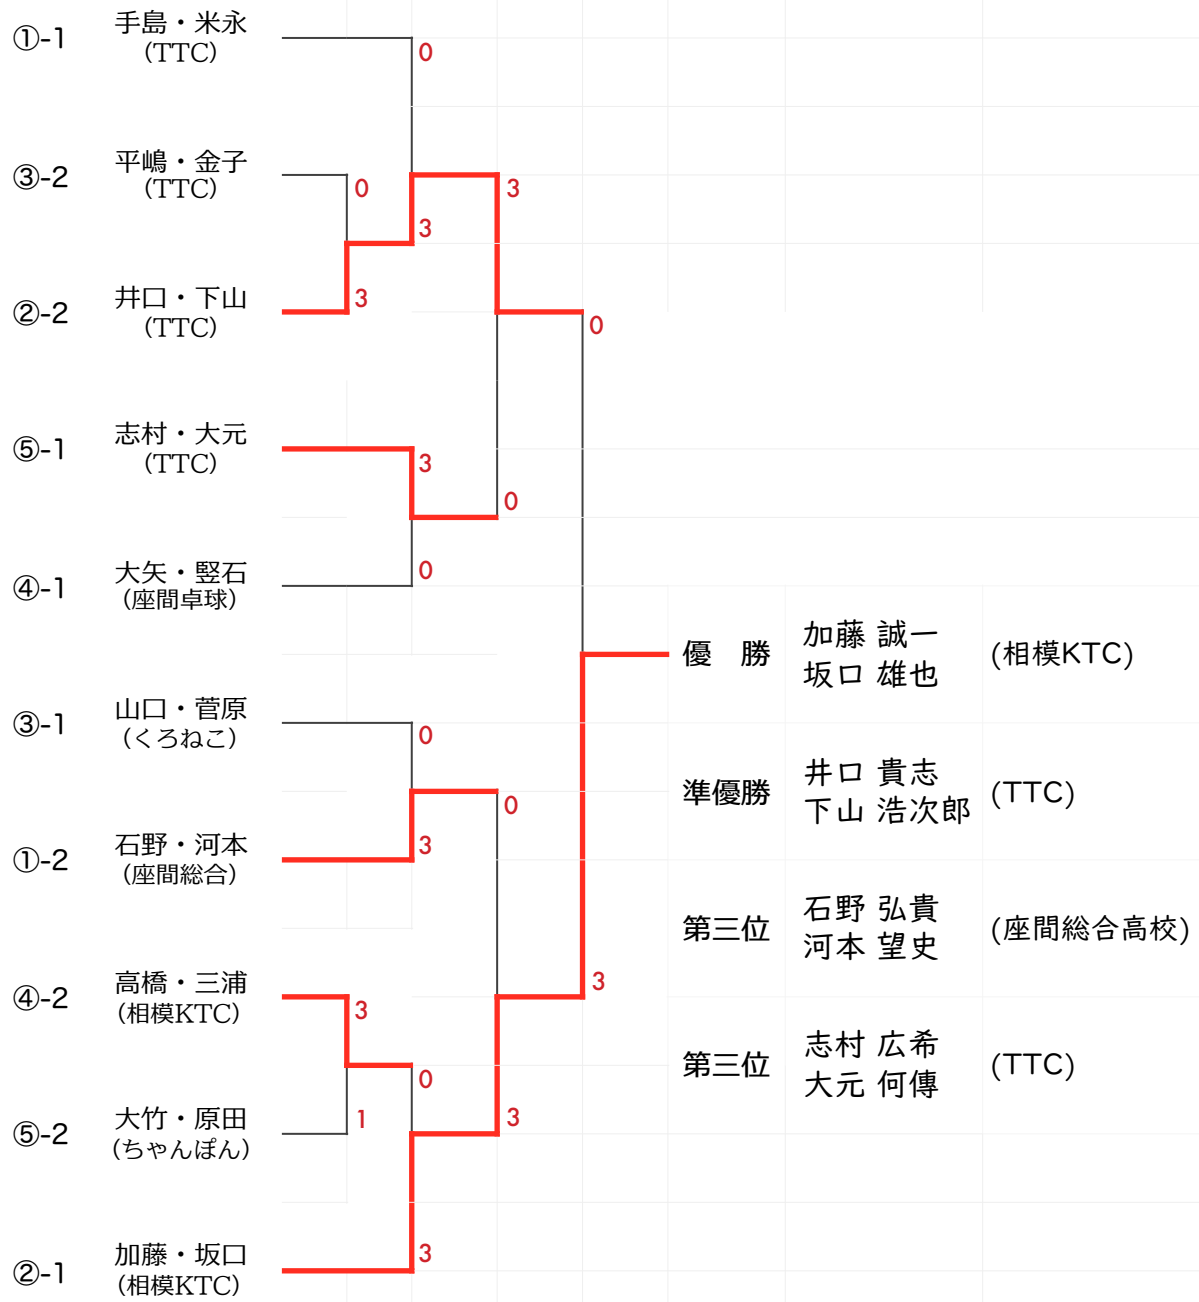 ①-1
手島・米永
(TTC)
0
③-2
平嶋・金子
(TTC)
0
3
3
②-2
井口・下山
(TTC)
3
0
⑤-1
志村・大元
(TTC)
3
0
④-1
大矢・竪石
(座間卓球)
0
優　勝
加藤 誠一
坂口 雄也
(相模KTC)
③-1
山口・菅原
(くろねこ)
0
準優勝
井口 貴志
下山 浩次郎
(TTC)
0
①-2
石野・河本
(座間総合)
3
第三位
石野 弘貴
河本 望史
(座間総合高校)
④-2
高橋・三浦
(相模KTC)
3
3
第三位
志村 広希
大元 何傳
(TTC)
0
⑤-2
大竹・原田
(ちゃんぽん)
1
3
②-1
加藤・坂口
(相模KTC)
3